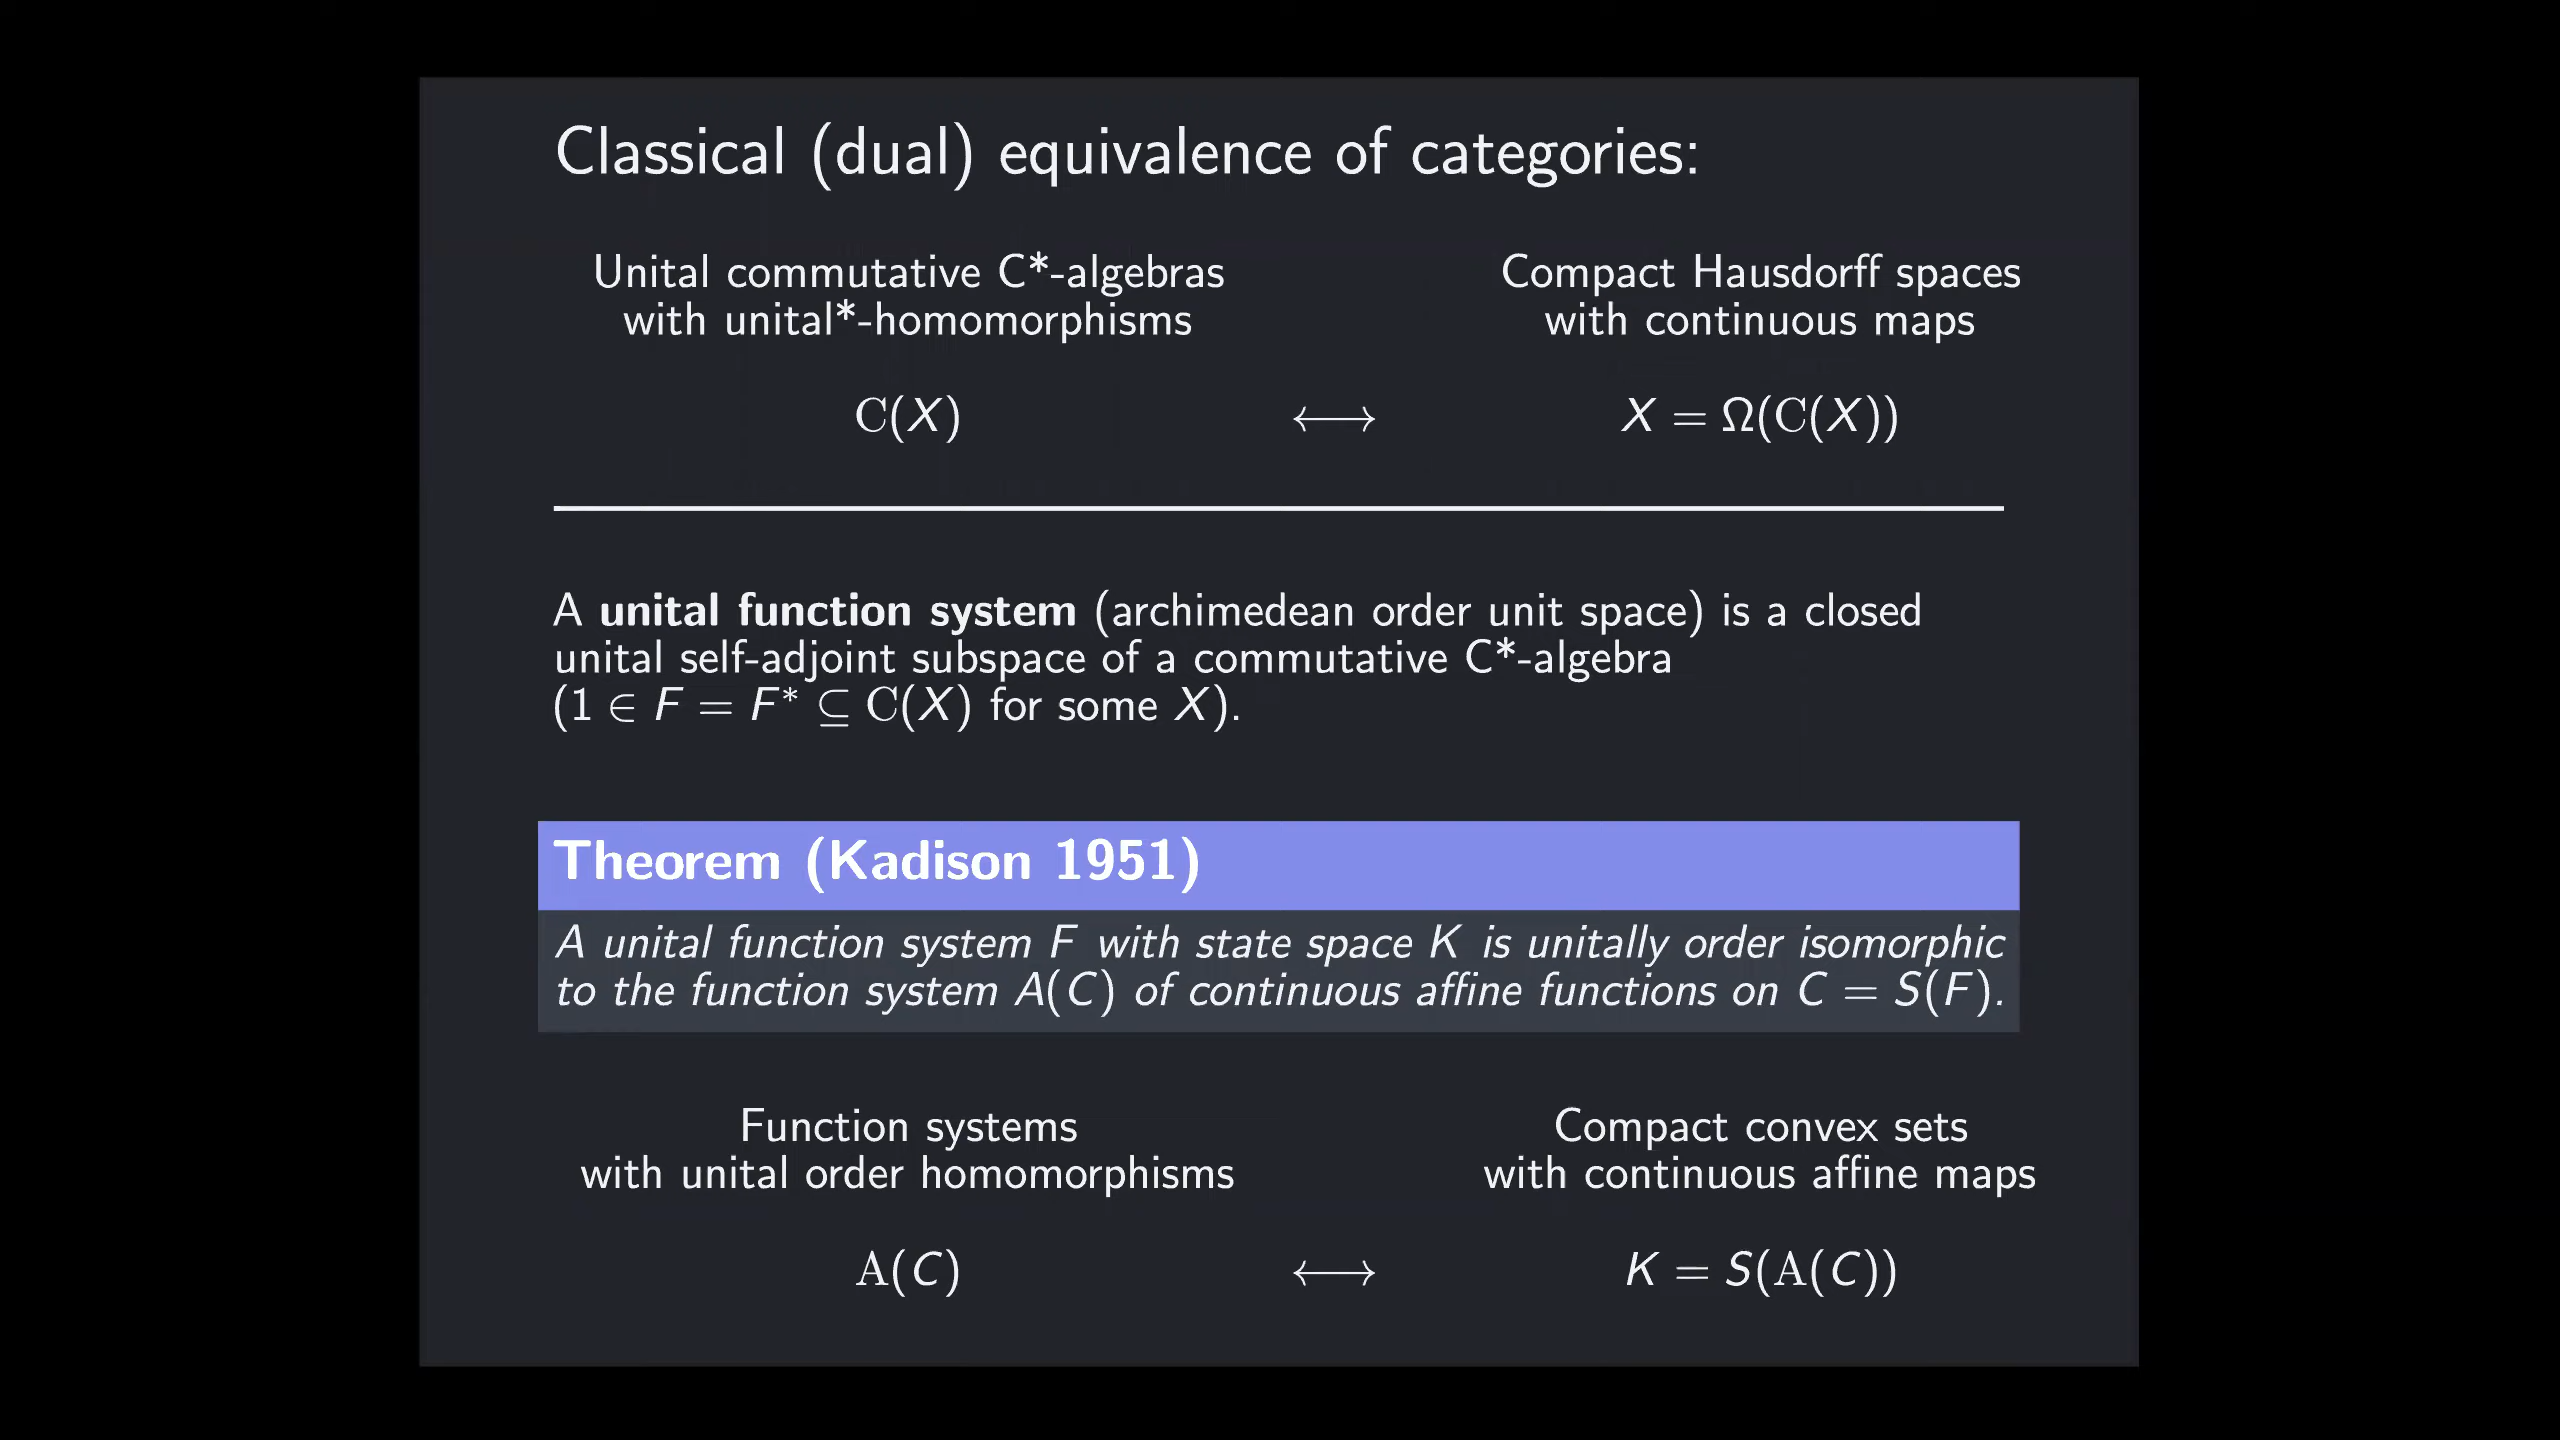 Classical (dual) equivalence of categories:
Unital commutative C*-algebras
with unital*-homomorphisms
Compact Hausdorff spaces
with continuous maps
C(X) ⟷ X = Ω(C(X))
A unital function system (archimedean order unit space) is a closed
unital self-adjoint subspace of a commutative C*-algebra
(1 ∈ F = F* ⊆ C(X) for some X).
Theorem (Kadison 1951)
A unital function system F with state space K is unitally order isomorphic
to the function system A(C) of continuous affine functions on C = S(F).
Function systems
with unital order homomorphisms
Compact convex sets
with continuous affine maps
A(C) ⟷ K = S(A(C))